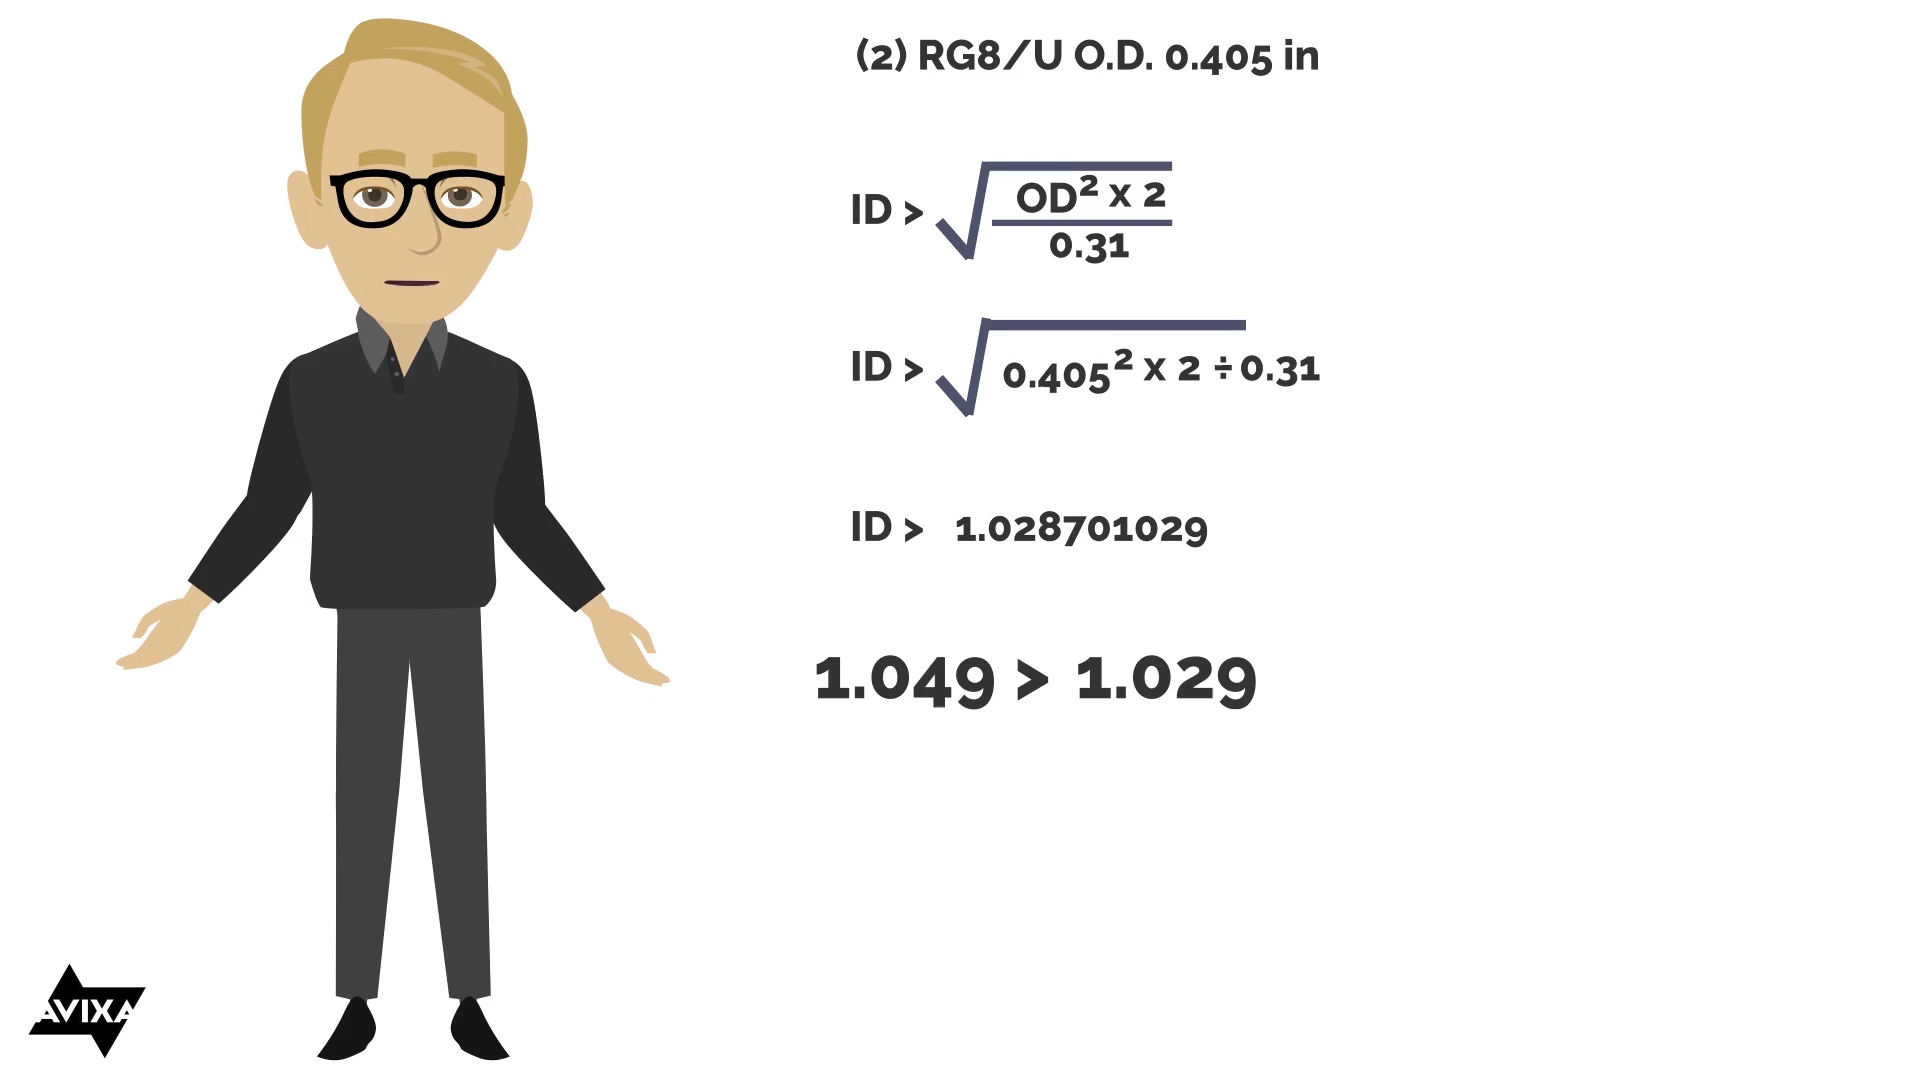 (2) RG8/U O.D. 0.405 in
ID > √
OD² x 2
0.31
ID > √ 0.405² x 2 ÷ 0.31
ID > 1.028701029
1.049 > 1.029
AVIXA